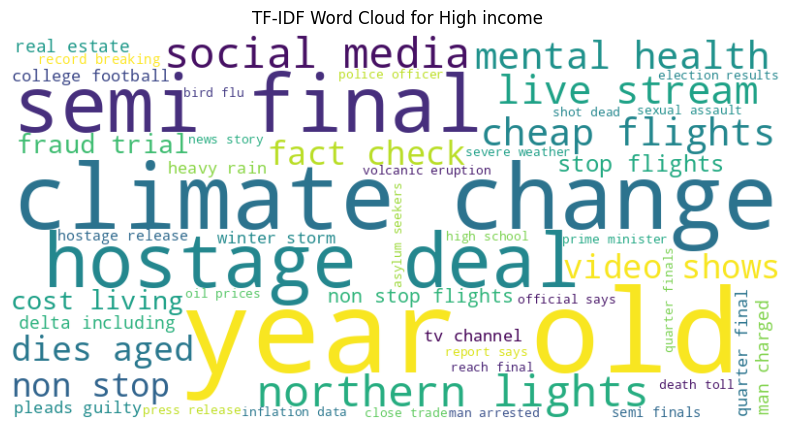 TF-IDF Word Cloud for High income
real estate
record breaking
social media
mental health
college football
police officer
election results
semi final
bird flu
live stream
shot dead
sexual assault
cheap flights
fraud trial
news story
fact check
severe weather
stop flights
heavy rain
volcanic eruption
climate change
asylum seekers
hostage release
winter storm
high school
prime minister
hostage deal
video shows
quarter finals
cost living
oil prices
non stop flights
official says
quarter final
man charged
year old
delta including
tv channel
dies aged
report says
reach final
non stop
northern lights
death toll
pleads guilty
press release
inflation data
close trade
man arrested
semi finals